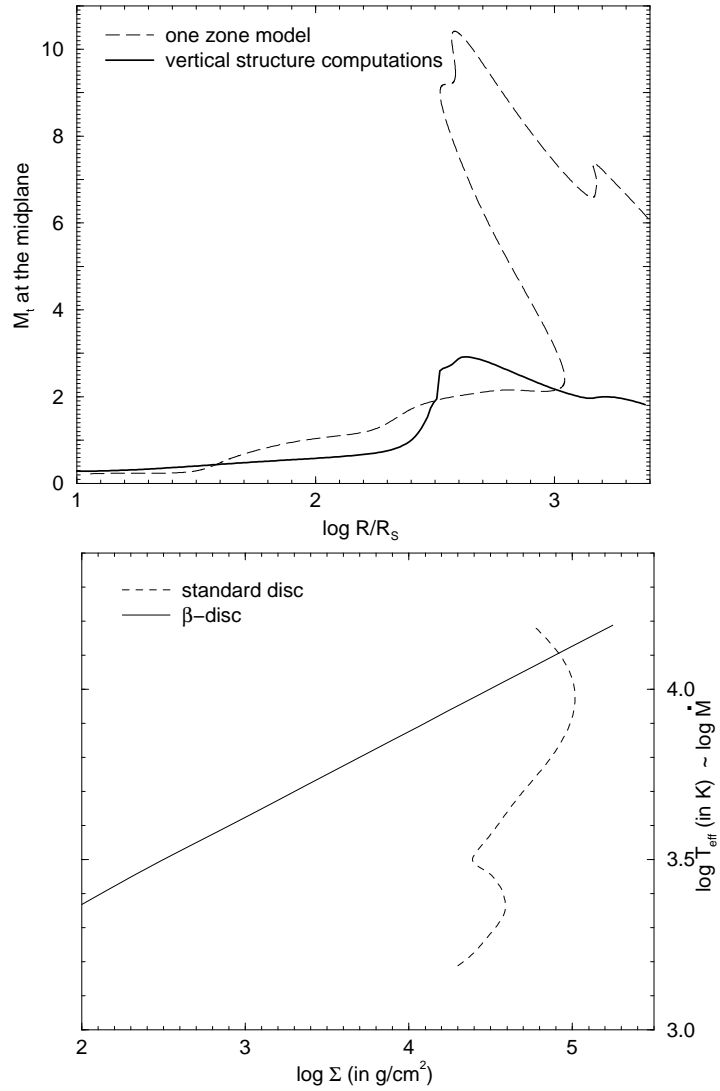 one zone model
vertical structure computations
10
8
6
4
2
0
M_t at the midplane
1
2
3
log R/R_S
standard disc
β−disc
4.0
3.5
3.0
log T_eff (in K) ~ log Ṁ
2
3
4
5
log Σ (in g/cm²)